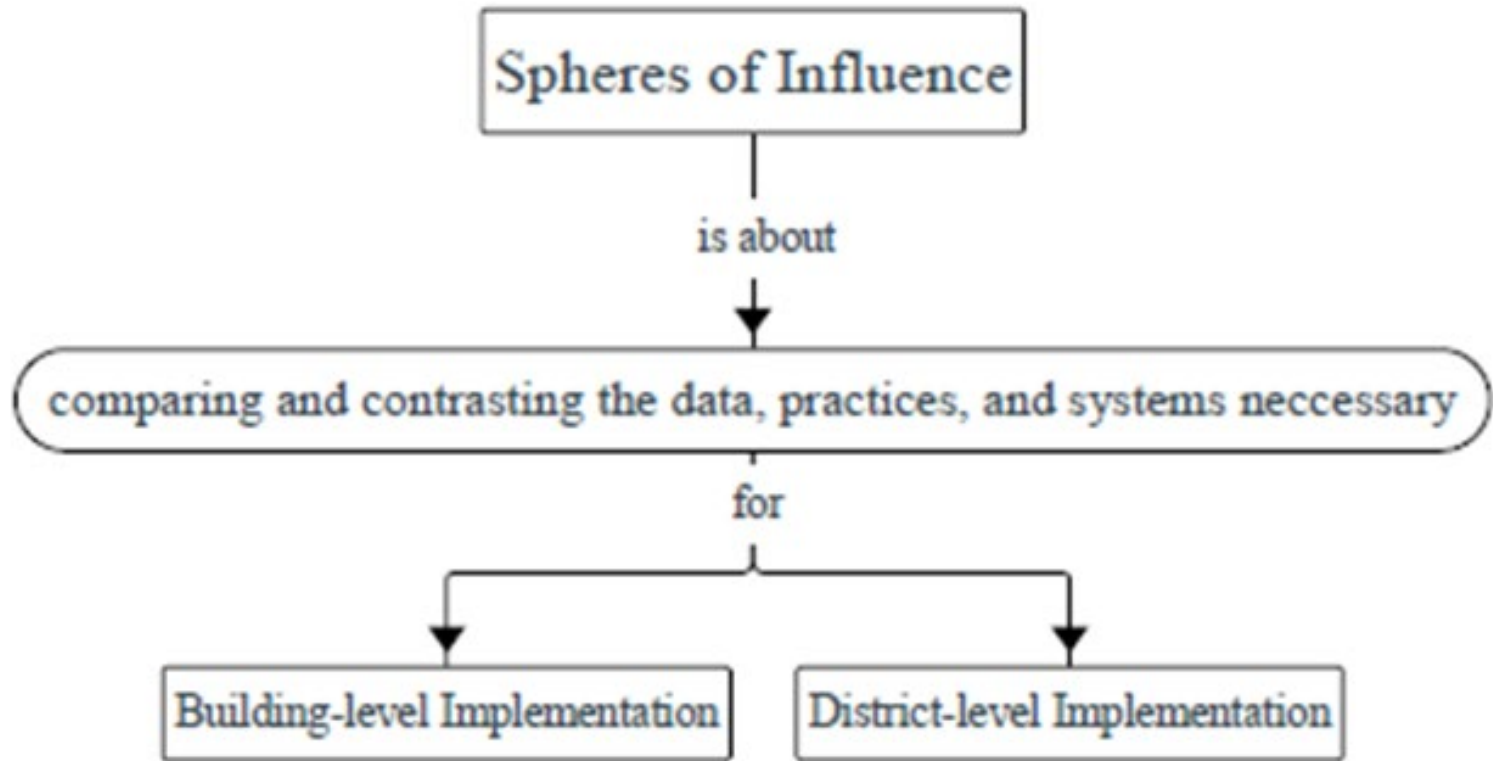 Spheres of Influence
is about
comparing and contrasting the data, practices, and systems neccessary
for
Building-level Implementation
District-level Implementation